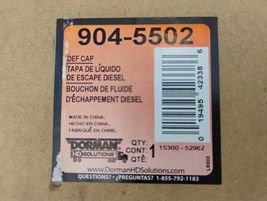 904-5502
DEF CAP
TAPA DE LÍQUIDO
DE ESCAPE DIESEL
BOUCHON DE FLUIDE
D'ÉCHAPPEMENT DIESEL
MADE IN CHINA.
HECHO EN CHINA.
FABRIQUÉ EN CHINE.
DORMAN
HD SOLUTIONS
QTY.
CONT. 1
QTÉ.
15300 - 52962
0 19495 42338 6
LB922
www.DormanHDSolutions.com
QUESTIONS? • ¿PREGUNTAS? 1-855-792-1183